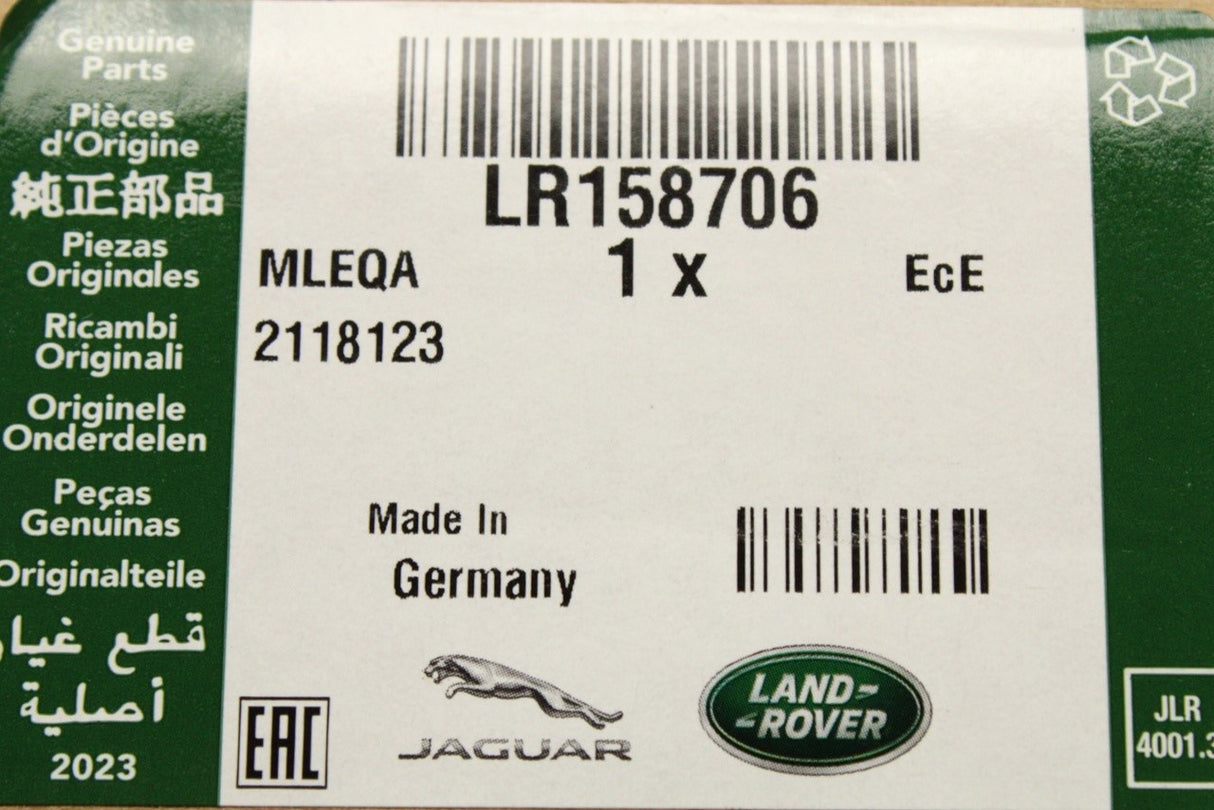 Genuine
Parts
Pièces
d'Origine
純正部品
Piezas
Originales
Ricambi
Originali
Originele
Onderdelen
Peças
Genuinas
Originalteile
قطع غيار
أصلية
2023
LR158706
MLEQA
1 x
EcE
2118123
Made In
Germany
EAC
JAGUAR
LAND-
-ROVER
JLR
4001.3